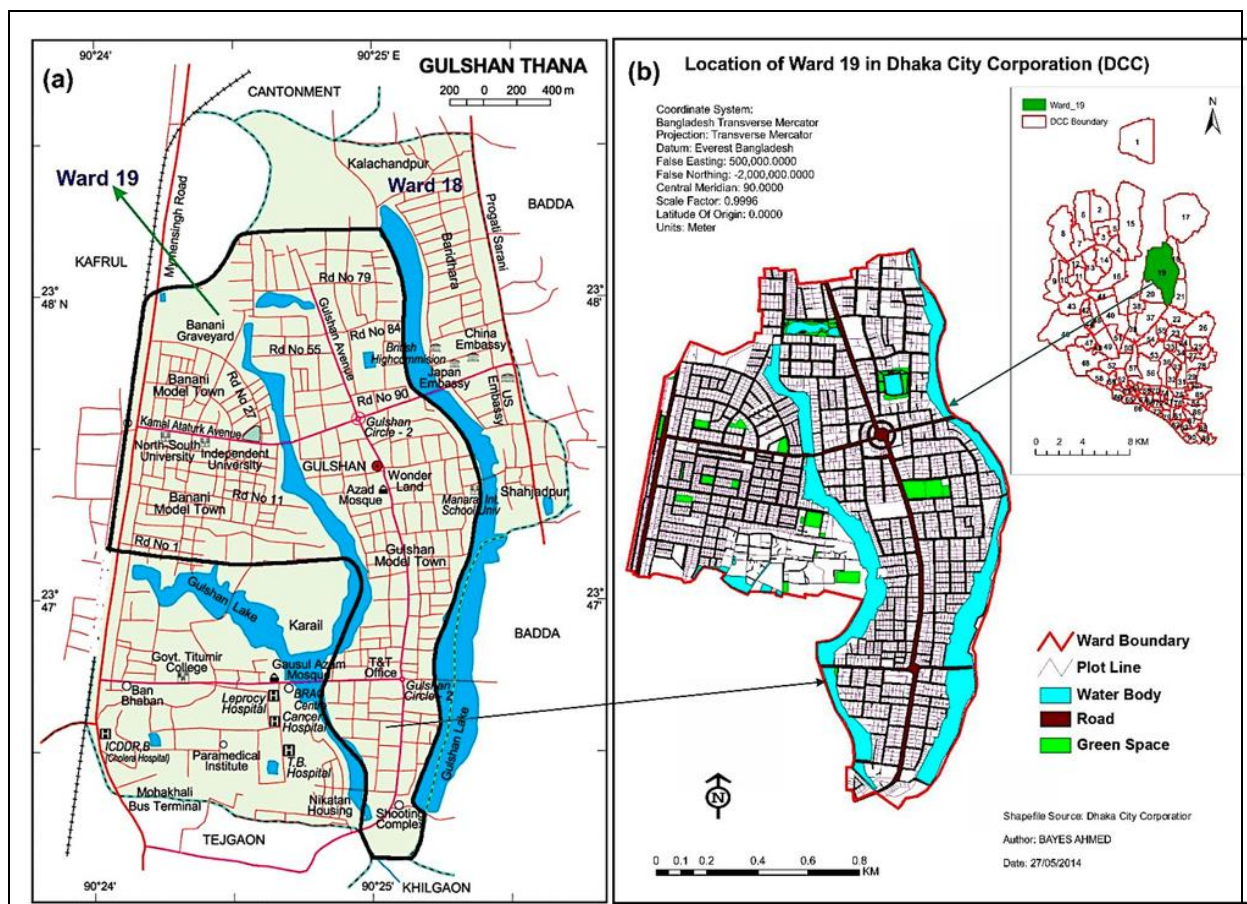 (a)
90°24'
90°25' E
GULSHAN THANA
200 0 200 400 m
CANTONMENT
Kalachandpur
Ward 19
Ward 18
Mymensingh Road
Progati Sarani
BADDA
KAFRUL
Baridhara
23°
48' N
23°
48'
Rd No 79
Gulshan Avenue
Banani
Graveyard
Rd No 84
Rd No 55
British
Highcommision
China
Embassy
Japan
Embassy
US
Embassy
Banani
Model Town
Rd No 27
Rd No 90
Kamal Ataturk Avenue
Gulshan
Circle - 2
North-South
University
Independent
University
GULSHAN
Wonder
Land
Azad
Mosque
Banani
Model Town
Rd No 11
Manarat Int.
School Univ
Shahjadpur
Rd No 1
Gulshan
Model Town
23°
47'
23°
47'
Gulshan Lake
Karail
BADDA
Govt. Titumir
College
Gausul Azam
Mosque
T&T
Office
Ban
Bhaban
Leprocy
Hospital
BRAC
Centre
Gulshan
Cancer
Hospital
Gulshan Lake
H
H
H
H
ICDDR,B
(Cholera Hospital)
Paramedical
Institute
T.B.
Hospital
Mohakhali
Bus Terminal
Nikatan
Housing
Shooting
Complex
TEJGAON
KHILGAON
90°24'
90°25'
(b)
Location of Ward 19 in Dhaka City Corporation (DCC)
Coordinate System:
Bangladesh Transverse Mercator
Projection: Transverse Mercator
Datum: Everest Bangladesh
False Easting: 500,000.0000
False Northing: -2,000,000.0000
Central Meridian: 90.0000
Scale Factor: 0.9996
Latitude Of Origin: 0.0000
Units: Meter
Ward_19
DCC Boundary
N
1
2
15
17
19
20
21
0 2 4 8 KM
Ward Boundary
Plot Line
Water Body
Road
Green Space
N
0 0.1 0.2 0.4 0.6 0.8
KM
Shapefile Source: Dhaka City Corporation
Author: BAYES AHMED
Date: 27/05/2014